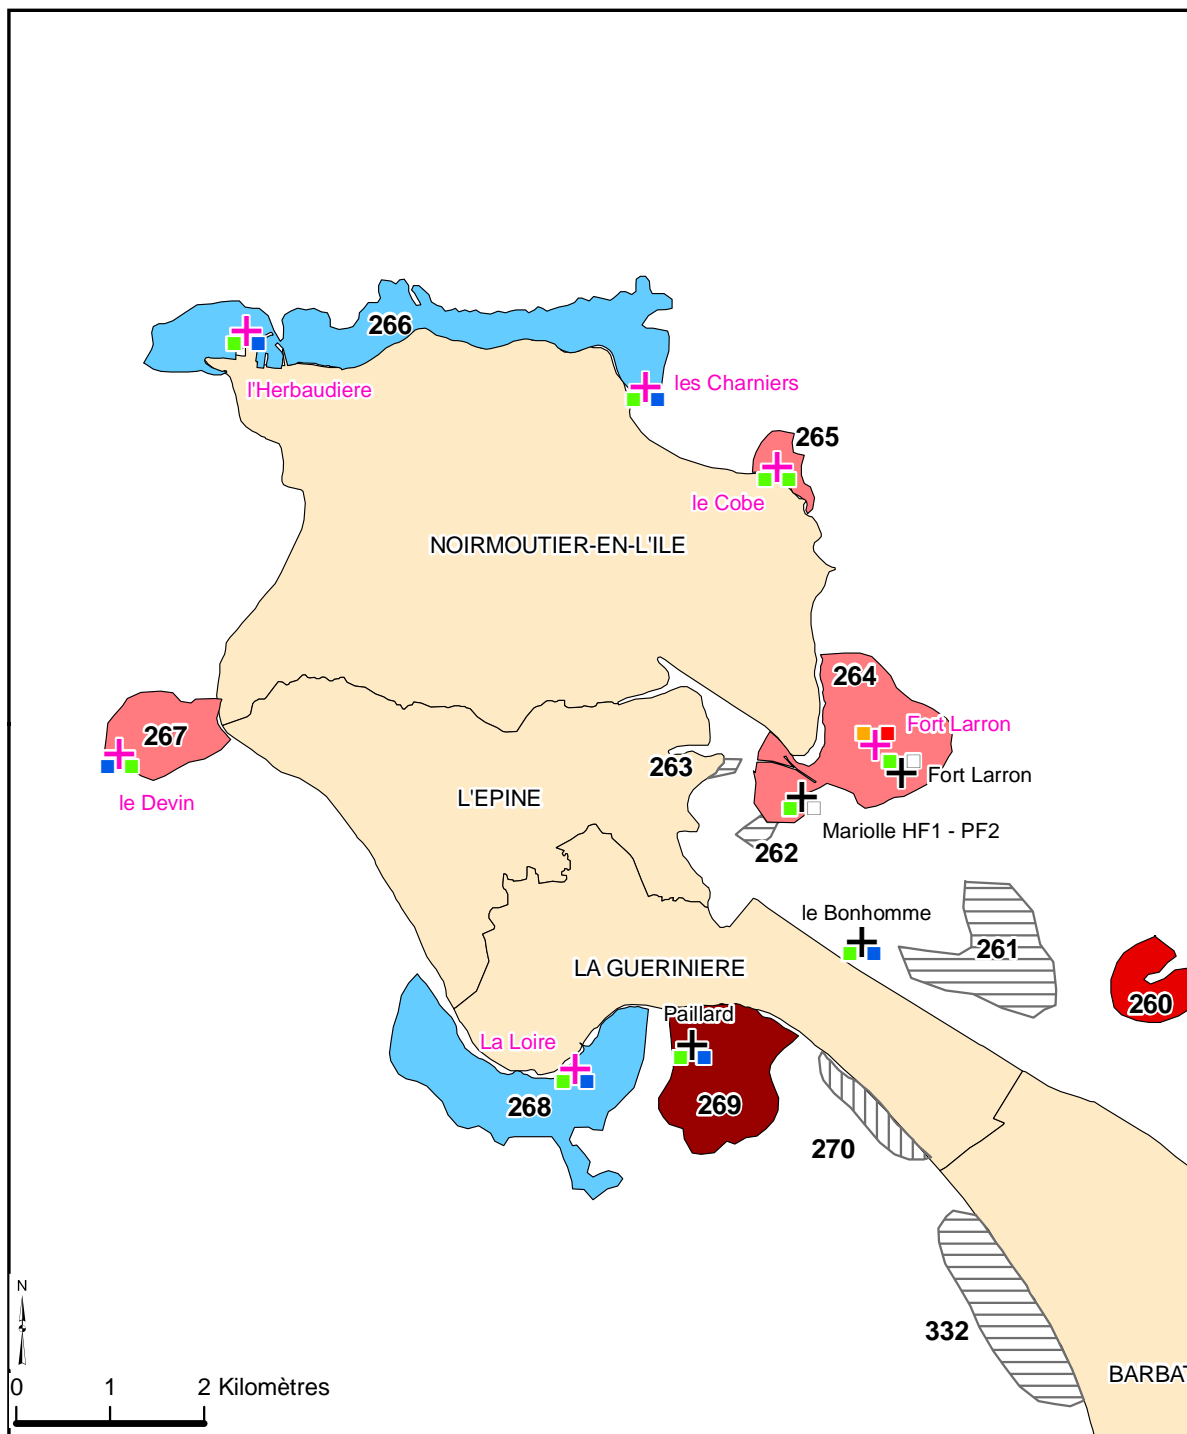 266
l'Herbaudiere
les Charniers
265
le Cobe
NOIRMOUTIER-EN-L'ILE
264
Fort Larron
267
263
Fort Larron
le Devin
L'EPINE
Mariolle HF1 - PF2
262
le Bonhomme
261
LA GUERINIERE
260
Paillard
La Loire
268
269
270
N
332
BARBAT
0 1 2 Kilomètres